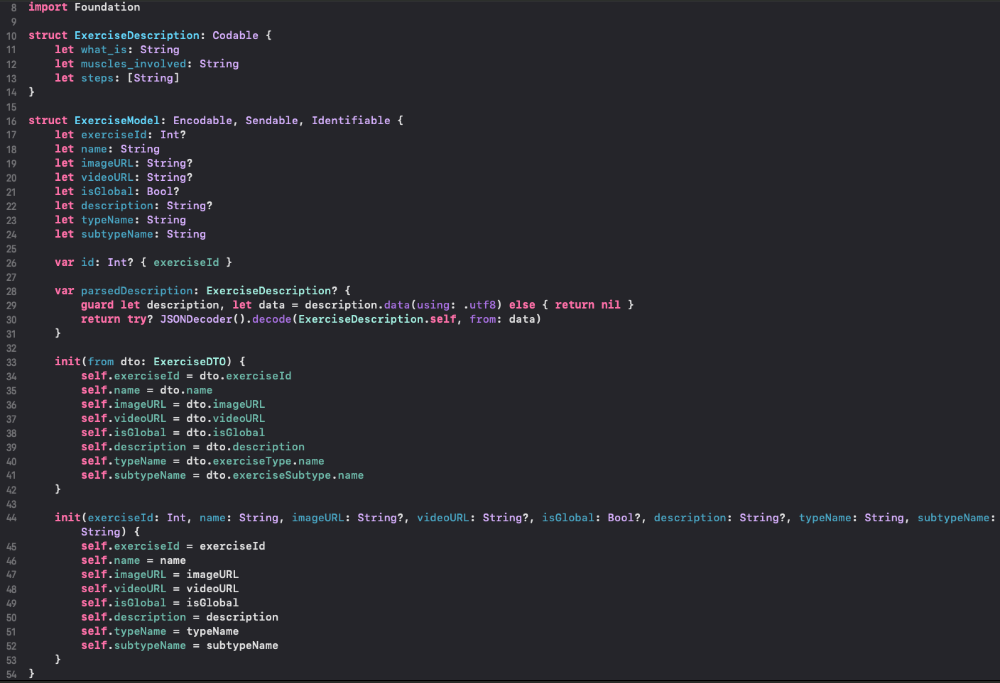 8 import Foundation
9
10 struct ExerciseDescription: Codable {
11     let what_is: String
12     let muscles_involved: String
13     let steps: [String]
14 }
15
16 struct ExerciseModel: Encodable, Sendable, Identifiable {
17     let exerciseId: Int?
18     let name: String
19     let imageURL: String?
20     let videoURL: String?
21     let isGlobal: Bool?
22     let description: String?
23     let typeName: String
24     let subtypeName: String
25
26     var id: Int? { exerciseId }
27
28     var parsedDescription: ExerciseDescription? {
29         guard let description, let data = description.data(using: .utf8) else { return nil }
30         return try? JSONDecoder().decode(ExerciseDescription.self, from: data)
31     }
32
33     init(from dto: ExerciseDTO) {
34         self.exerciseId = dto.exerciseId
35         self.name = dto.name
36         self.imageURL = dto.imageURL
37         self.videoURL = dto.videoURL
38         self.isGlobal = dto.isGlobal
39         self.description = dto.description
40         self.typeName = dto.exerciseType.name
41         self.subtypeName = dto.exerciseSubtype.name
42     }
43
44     init(exerciseId: Int, name: String, imageURL: String?, videoURL: String?, isGlobal: Bool?, description: String?, typeName: String, subtypeName:
        String) {
45         self.exerciseId = exerciseId
46         self.name = name
47         self.imageURL = imageURL
48         self.videoURL = videoURL
49         self.isGlobal = isGlobal
50         self.description = description
51         self.typeName = typeName
52         self.subtypeName = subtypeName
53     }
54 }